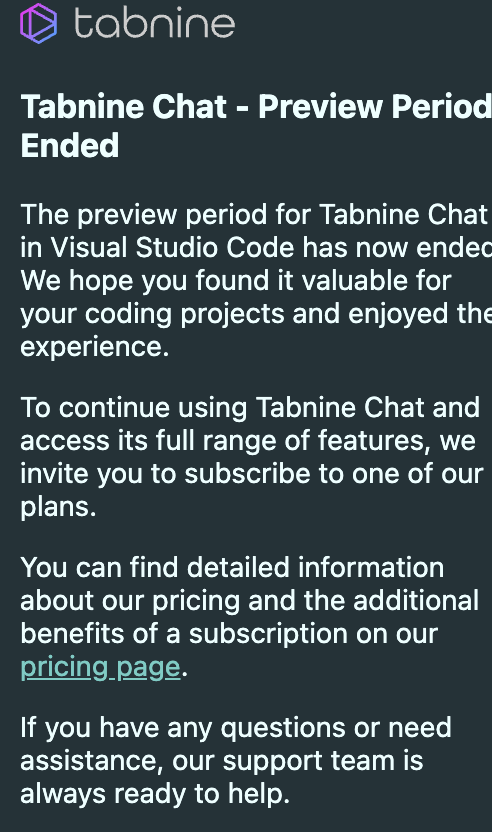 tabnine
Tabnine Chat - Preview Period
Ended
The preview period for Tabnine Chat
in Visual Studio Code has now ended
We hope you found it valuable for
your coding projects and enjoyed the
experience.
To continue using Tabnine Chat and
access its full range of features, we
invite you to subscribe to one of our
plans.
You can find detailed information
about our pricing and the additional
benefits of a subscription on our
pricing page.
If you have any questions or need
assistance, our support team is
always ready to help.